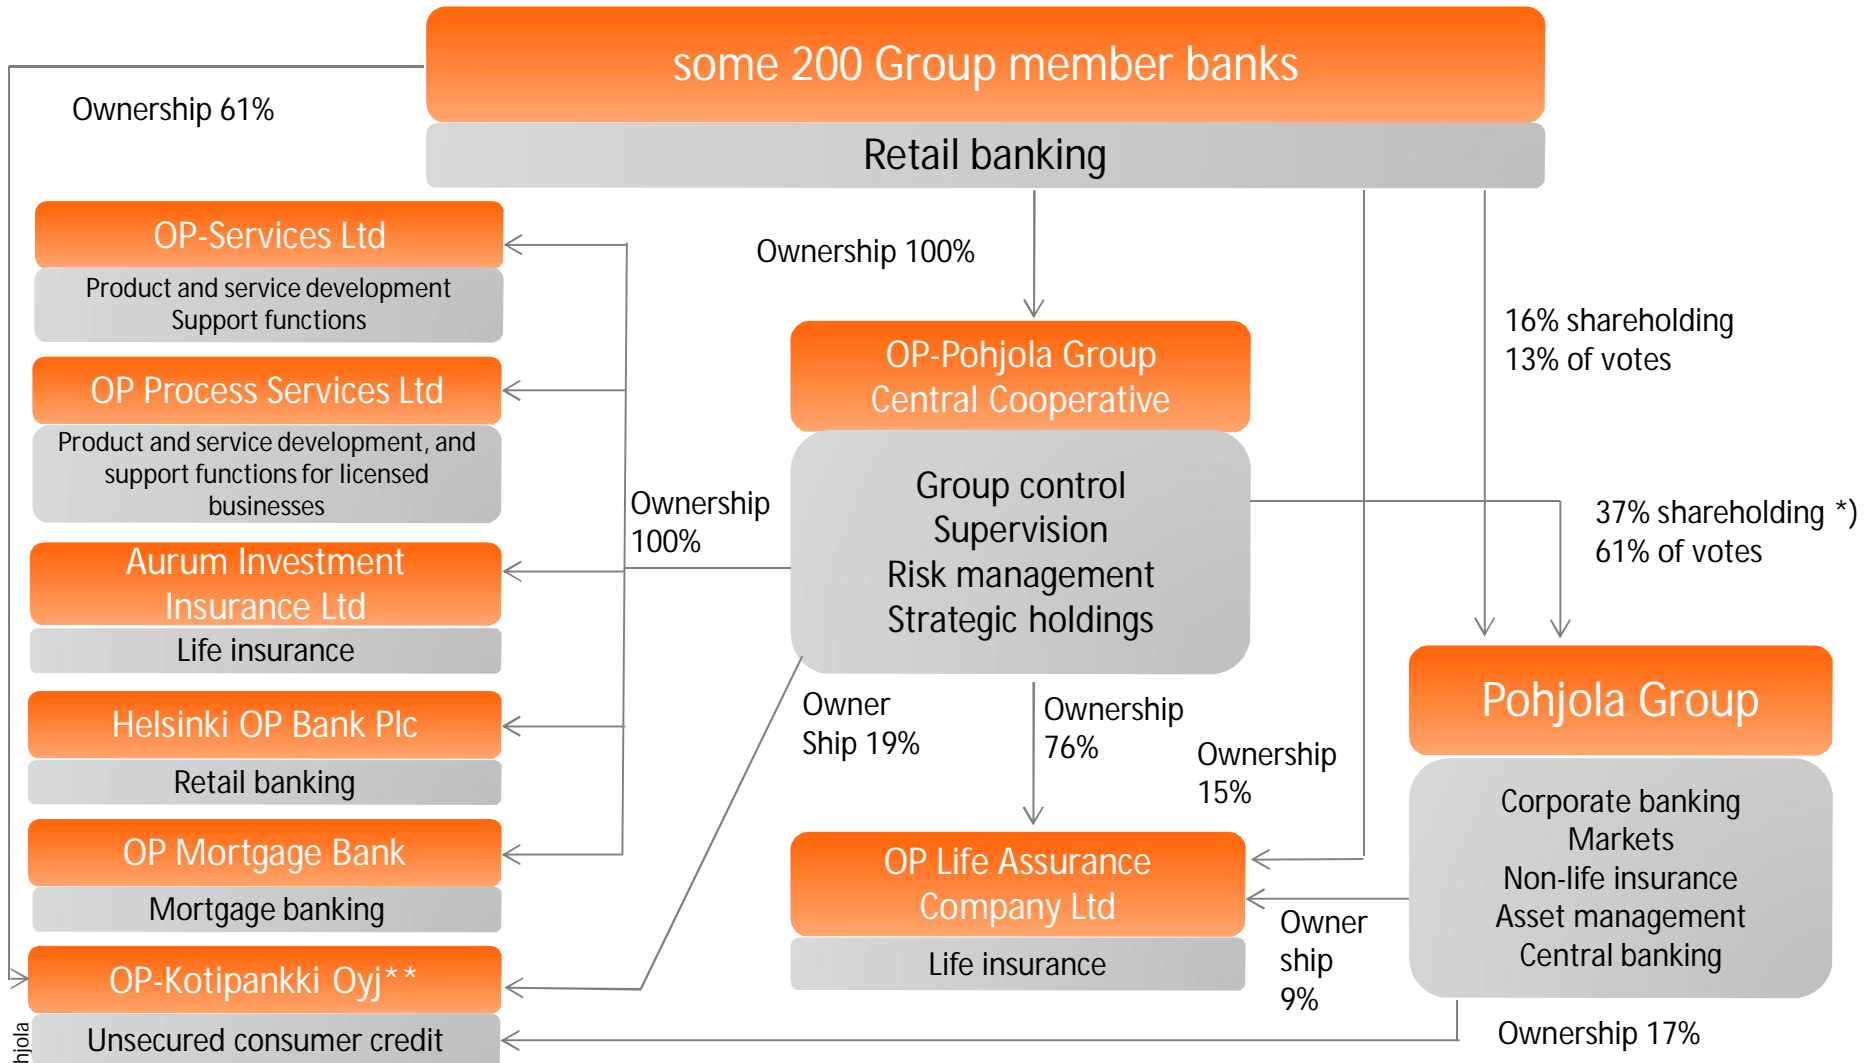 some 200 Group member banks
Retail banking
Ownership 61%
OP-Services Ltd
Product and service development
Support functions
OP Process Services Ltd
Product and service development, and
support functions for licensed
businesses
Aurum Investment
Insurance Ltd
Life insurance
Helsinki OP Bank Plc
Retail banking
OP Mortgage Bank
Mortgage banking
OP-Kotipankki Oyj**
Unsecured consumer credit
Ownership
100%
Ownership 100%
OP-Pohjola Group
Central Cooperative
Group control
Supervision
Risk management
Strategic holdings
Owner
Ship 19%
Ownership
76%
Ownership
15%
OP Life Assurance
Company Ltd
Life insurance
Owner
ship
9%
16% shareholding
13% of votes
37% shareholding *)
61% of votes
Pohjola Group
Corporate banking
Markets
Non-life insurance
Asset management
Central banking
Ownership 17%
hjola